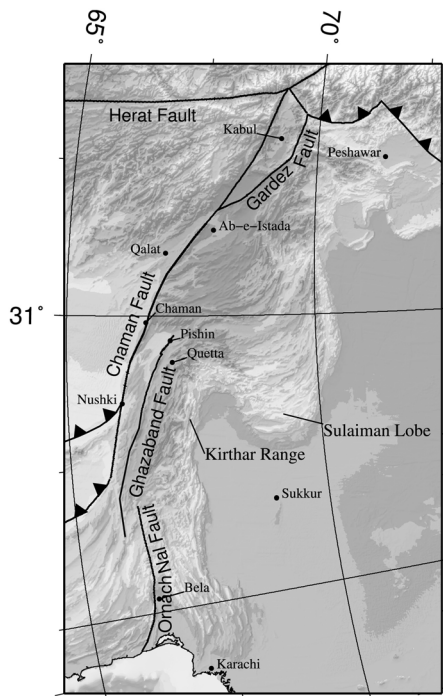 65°
70°
Herat Fault
Kabul
Gardez Fault
Peshawar
Ab-e-Istada
Qalat
Chaman Fault
31°
Chaman
Pishin
Quetta
Nushki
Ghazaband Fault
Sulaiman Lobe
Kirthar Range
Sukkur
Ornach Nal Fault
Bela
Karachi